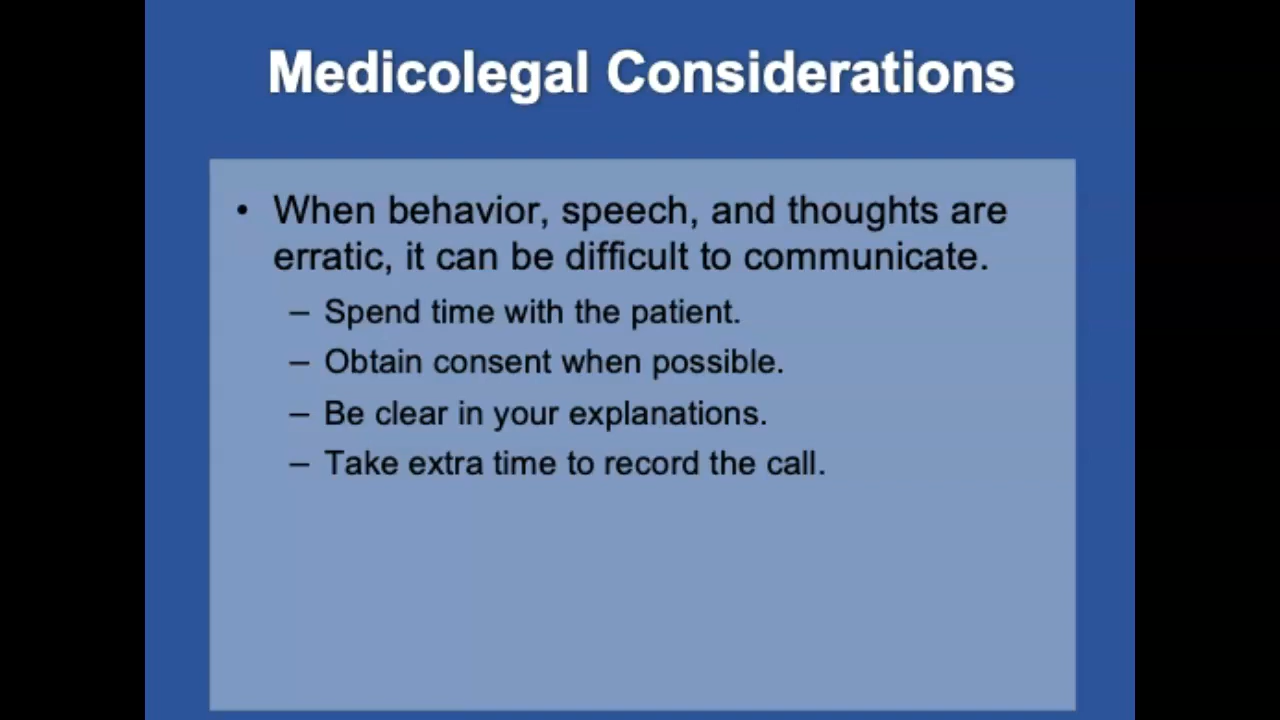 Medicolegal Considerations
• When behavior, speech, and thoughts are
erratic, it can be difficult to communicate.
– Spend time with the patient.
– Obtain consent when possible.
– Be clear in your explanations.
– Take extra time to record the call.